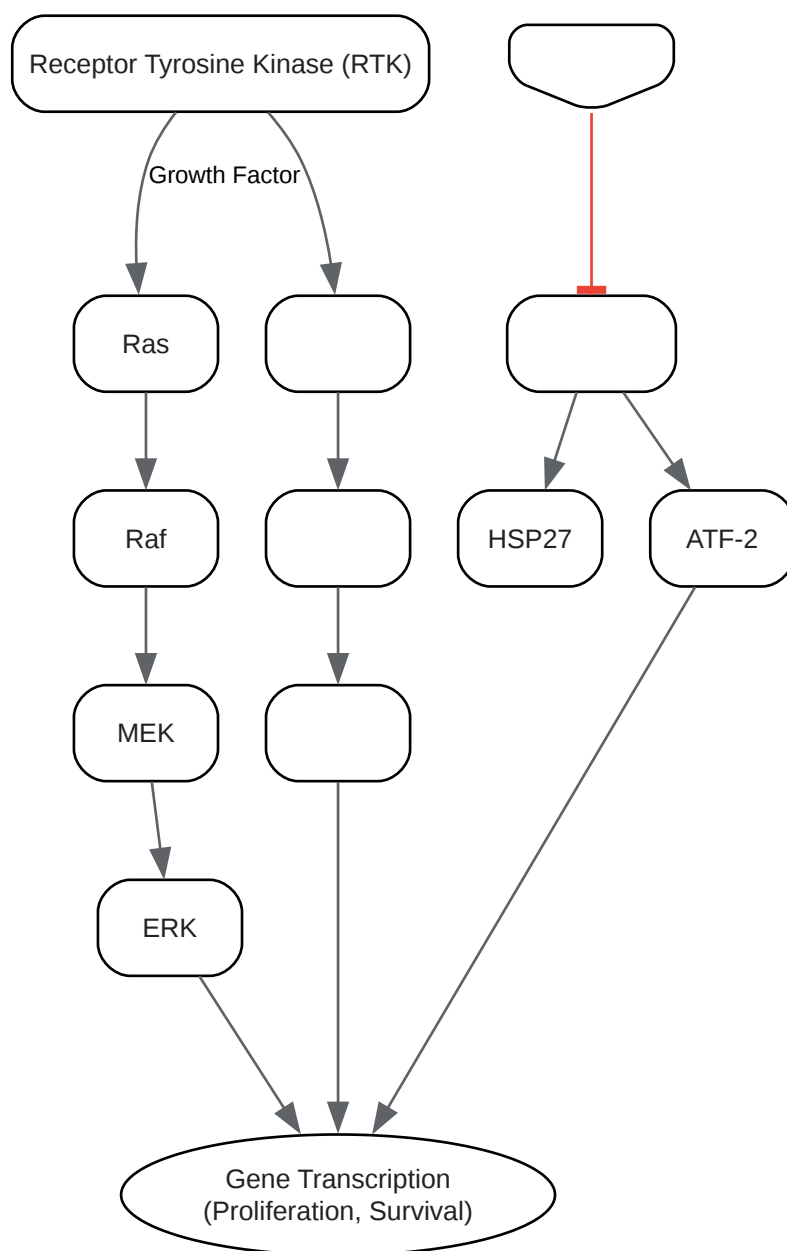 Receptor Tyrosine Kinase (RTK)
Growth Factor
Ras
Raf
HSP27
ATF-2
MEK
ERK
Gene Transcription
(Proliferation, Survival)